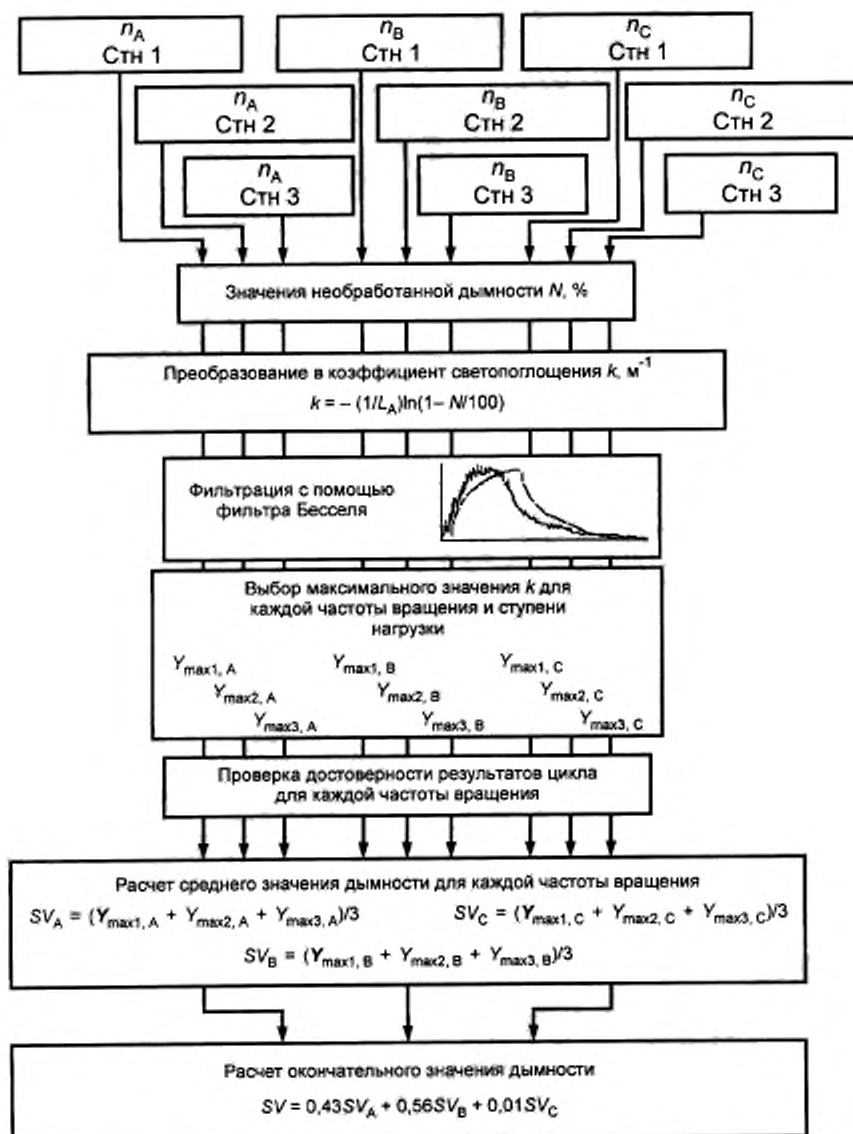 n_A
Стн 1
n_B
Стн 1
n_C
Стн 1
n_A
Стн 2
n_B
Стн 2
n_C
Стн 2
n_A
Стн 3
n_B
Стн 3
n_C
Стн 3
Значения необработанной дымности N, %
Преобразование в коэффициент светопоглощения k, м⁻¹
k = – (1/L_A)ln(1– N/100)
Фильтрация с помощью
фильтра Бесселя
Выбор максимального значения k для
каждой частоты вращения и ступени
нагрузки
Y_max1, A Y_max1, B Y_max1, C
Y_max2, A Y_max2, B Y_max2, C
Y_max3, A Y_max3, B Y_max3, C
Проверка достоверности результатов цикла
для каждой частоты вращения
Расчет среднего значения дымности для каждой частоты вращения
SV_A = (Y_max1, A + Y_max2, A + Y_max3, A)/3 SV_C = (Y_max1, C + Y_max2, C + Y_max3, C)/3
SV_B = (Y_max1, B + Y_max2, B + Y_max3, B)/3
Расчет окончательного значения дымности
SV = 0,43SV_A + 0,56SV_B + 0,01SV_C